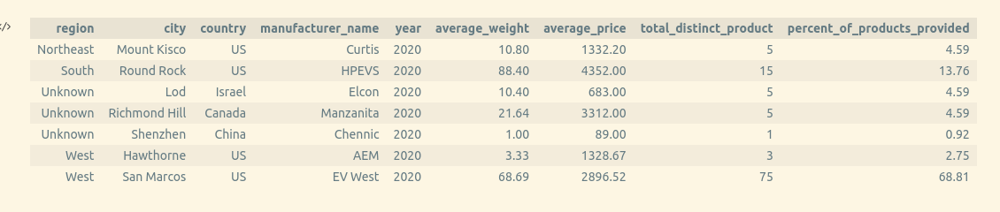 </>
region city country manufacturer_name year average_weight average_price total_distinct_product percent_of_products_provided
Northeast Mount Kisco US Curtis 2020 10.80 1332.20 5 4.59
South Round Rock US HPEVS 2020 88.40 4352.00 15 13.76
Unknown Lod Israel Elcon 2020 10.40 683.00 5 4.59
Unknown Richmond Hill Canada Manzanita 2020 21.64 3312.00 5 4.59
Unknown Shenzhen China Chennic 2020 1.00 89.00 1 0.92
West Hawthorne US AEM 2020 3.33 1328.67 3 2.75
West San Marcos US EV West 2020 68.69 2896.52 75 68.81